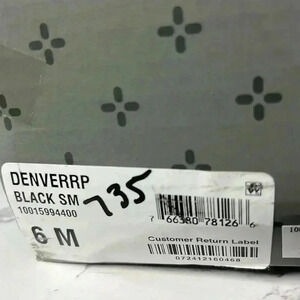 DENVERRP
BLACK SM
10015994400
735
6 M
7 66380 78126 6
Customer Return Label
072412160468